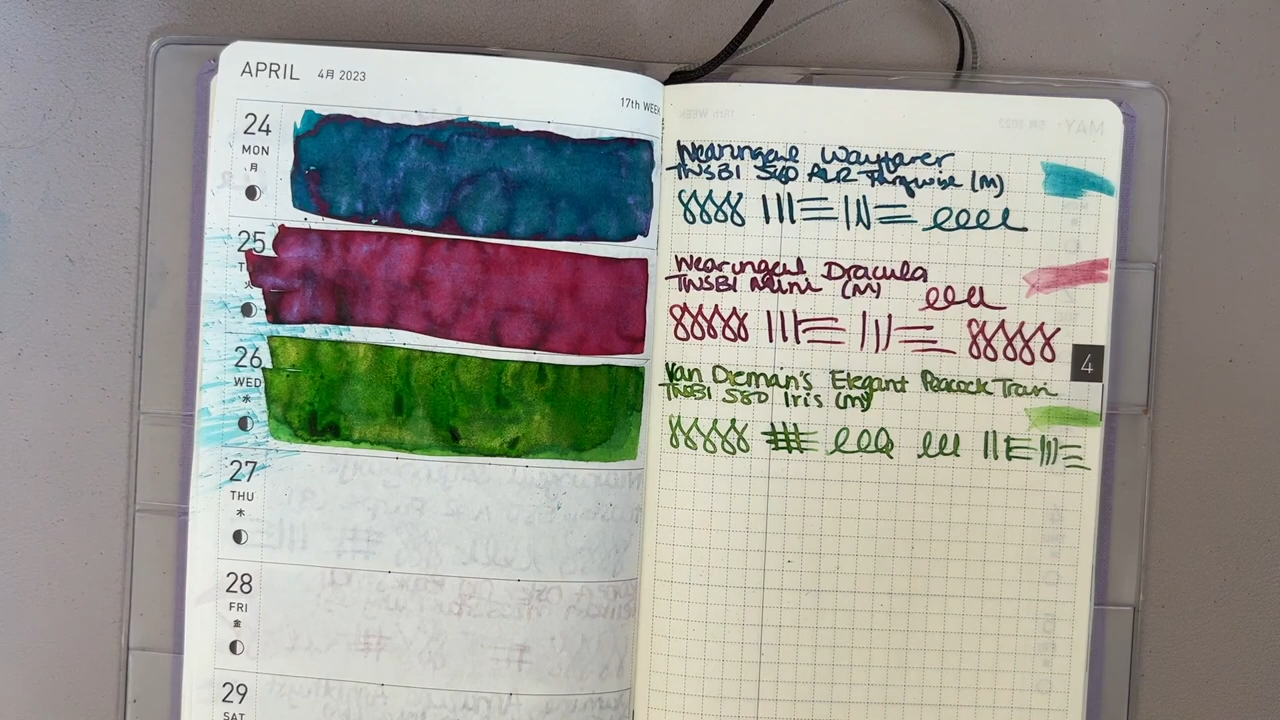 APRIL 4月 2023
17th WEEK
24
MON
月
25
火
26
WED
水
27
THU
木
28
FRI
金
29
SAT
Wearingeul Wayfarer
TWSBI 580 ALR Turqoise (M)
Wearingeul Dracula
TWSBI Mini (M)
4
Van Dieman's Elegant Peacock Train
TWSBI 580 Iris (M)